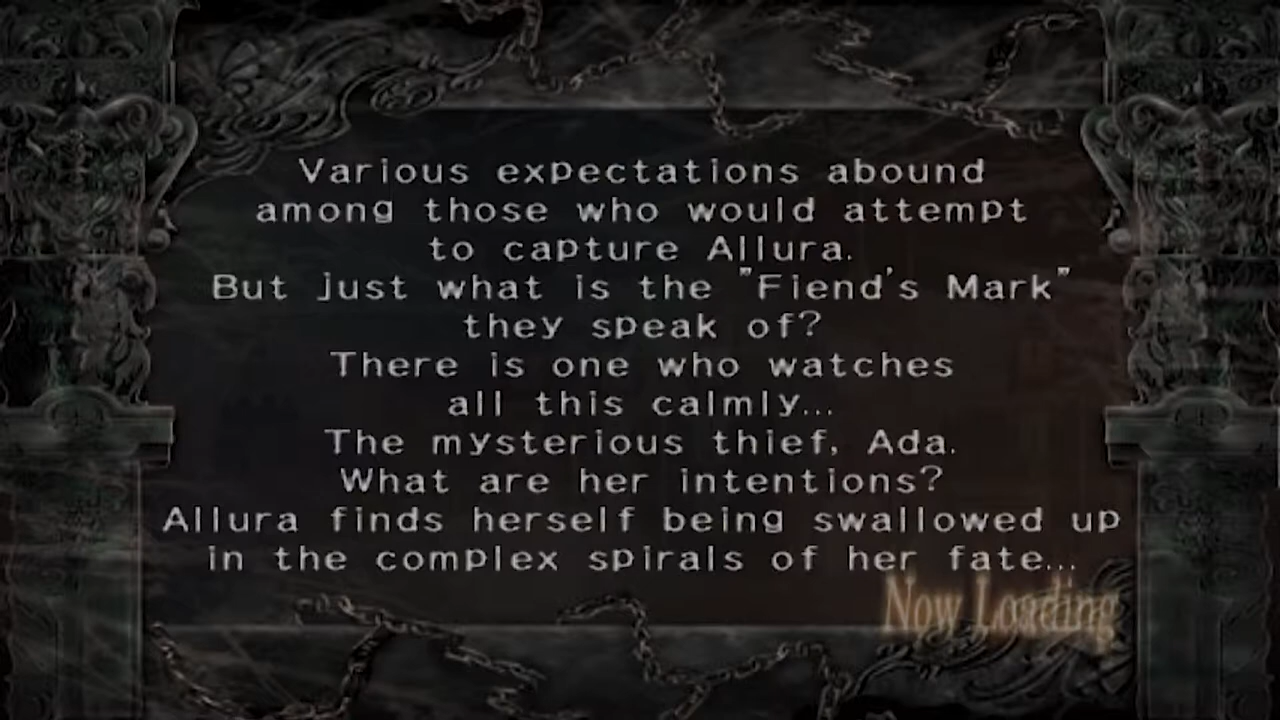 Various expectations abound
among those who would attempt
to capture Allura.
But just what is the "Fiend's Mark"
they speak of?
There is one who watches
all this calmly...
The mysterious thief, Ada.
What are her intentions?
Allura finds herself being swallowed up
in the complex spirals of her fate...
Now Loading